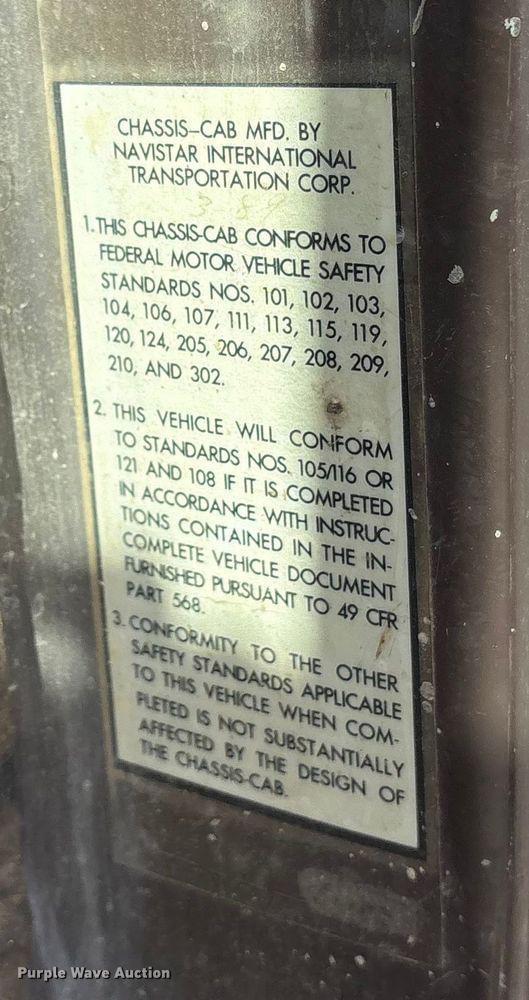 CHASSIS-CAB MFD. BY
NAVISTAR INTERNATIONAL
TRANSPORTATION CORP.
3 89
1. THIS CHASSIS-CAB CONFORMS TO
FEDERAL MOTOR VEHICLE SAFETY
STANDARDS NOS. 101, 102, 103,
104, 106, 107, 111, 113, 115, 119,
120, 124, 205, 206, 207, 208, 209,
210, AND 302.
2. THIS VEHICLE WILL CONFORM
TO STANDARDS NOS. 105/116 OR
121 AND 108 IF IT IS COMPLETED
IN ACCORDANCE WITH INSTRUC-
TIONS CONTAINED IN THE IN-
COMPLETE VEHICLE DOCUMENT
FURNISHED PURSUANT TO 49 CFR
PART 568.
3. CONFORMITY TO THE OTHER
SAFETY STANDARDS APPLICABLE
TO THIS VEHICLE WHEN COM-
PLETED IS NOT SUBSTANTIALLY
AFFECTED BY THE DESIGN OF
THE CHASSIS-CAB.
Purple Wave Auction